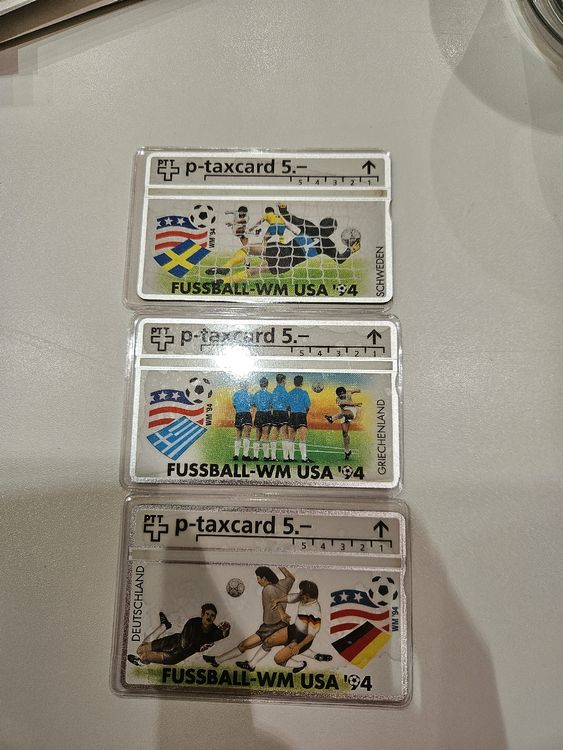 PTT p-taxcard 5.–
5 4 3 2 1
WM '94
SCHWEDEN
FUSSBALL-WM USA '94
PTT p-taxcard 5.–
5 4 3 2 1
WM '94
GRIECHENLAND
FUSSBALL-WM USA '94
PTT p-taxcard 5.–
5 4 3 2 1
DEUTSCHLAND
WM '94
FUSSBALL-WM USA '94